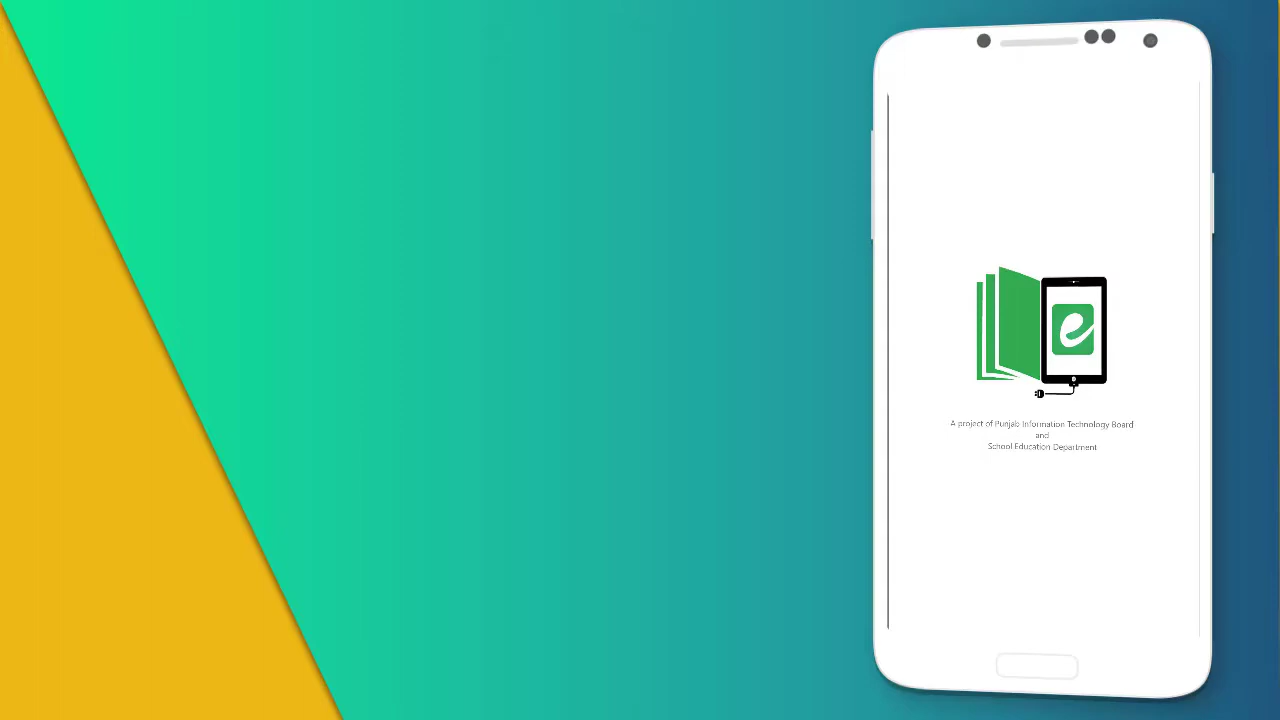 e
A project of Punjab Information Technology Board
and
School Education Department